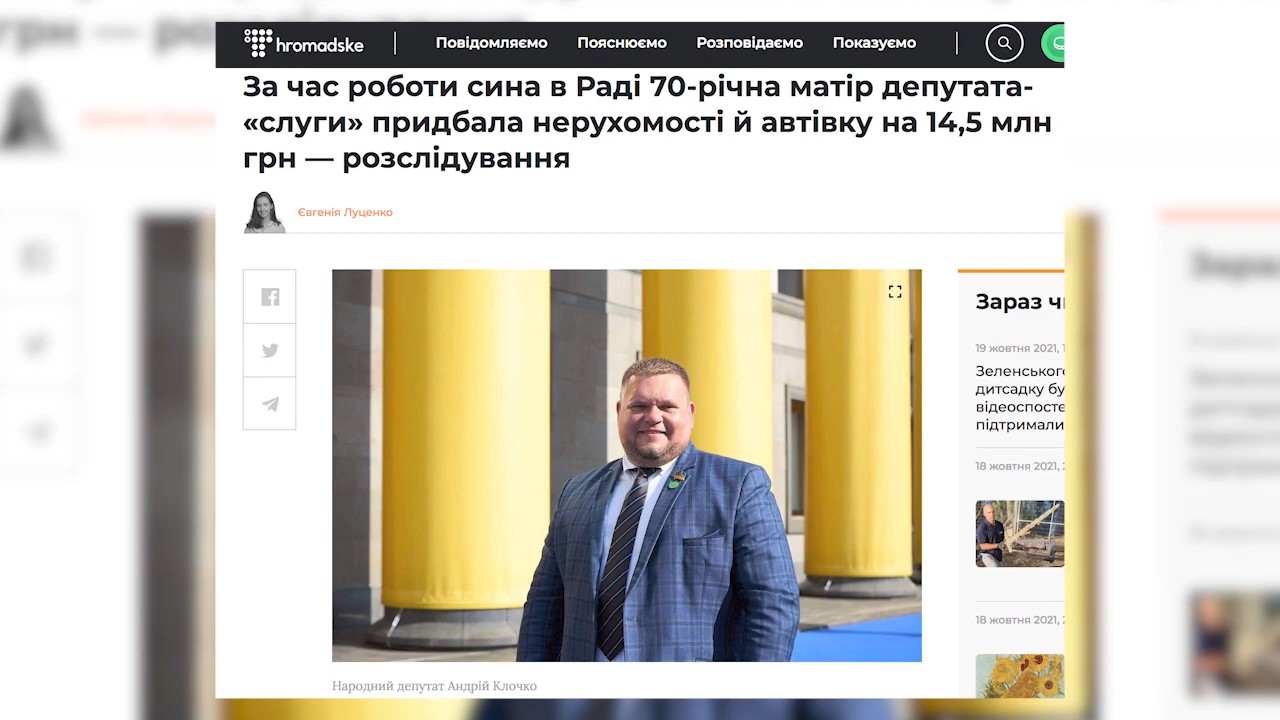 hromadske
Повідомляємо
Пояснюємо
Розповідаємо
Показуємо
За час роботи сина в Раді 70-річна матір депутата-
«слуги» придбала нерухомості й автівку на 14,5 млн
грн — розслідування
Євгенія Луценко
Зараз
19 жовтня 2021,
Зеленського
дитсадку
відеоспосте
підтримали
18 жовтня 2021,
18 жовтня 2021,
Народний депутат Андрій Клочко